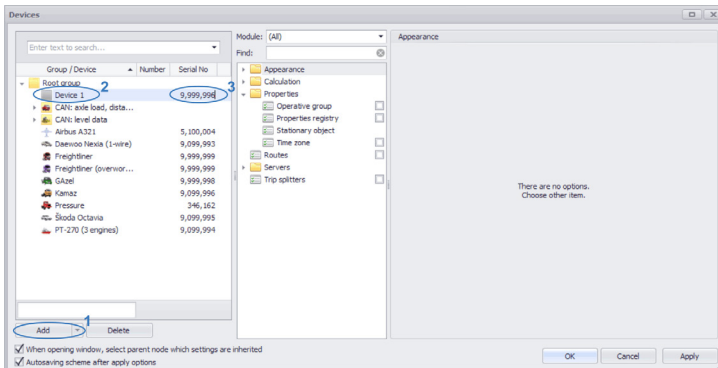 Devices
Enter text to search...
Group / Device Number Serial No
Root group
Device 1 2 9,999,996 3
CAN: axle load, dista...
CAN: level data
Airbus A321 5,100,004
Daewoo Nexia (1-wire) 9,099,993
Freightliner 9,999,999
Freightliner (overwor... 9,999,999
GAzel 9,999,998
Kamaz 9,099,996
Pressure 346,162
Škoda Octavia 9,099,995
PT-270 (3 engines) 9,099,994
1
Add Delete
Module: (All)
Find:
Appearance
Calculation
Properties
Operative group
Properties registry
Stationary object
Time zone
Routes
Servers
Trip splitters
Appearance
There are no options.
Choose other item.
When opening window, select parent node which settings are inherited
Autosaving scheme after apply options
OK Cancel Apply